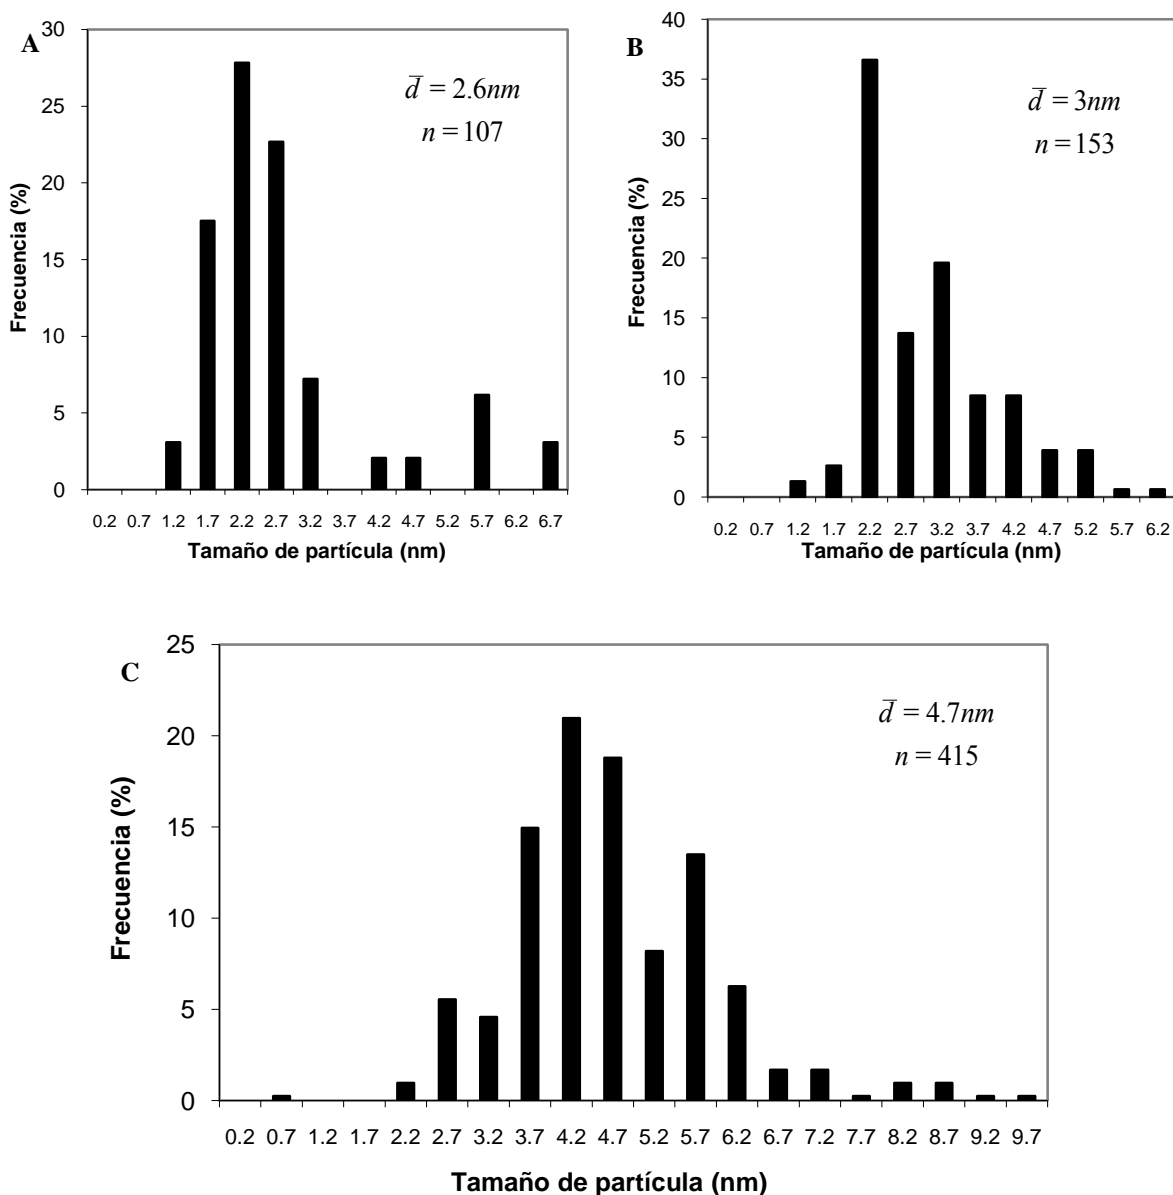 A
d̅ = 2.6nm
n = 107
Frecuencia (%)
30
25
20
15
10
5
0
0.2 0.7 1.2 1.7 2.2 2.7 3.2 3.7 4.2 4.7 5.2 5.7 6.2 6.7
Tamaño de partícula (nm)
B
d̅ = 3nm
n = 153
Frecuencia (%)
40
35
30
25
20
15
10
5
0
0.2 0.7 1.2 1.7 2.2 2.7 3.2 3.7 4.2 4.7 5.2 5.7 6.2
Tamaño de partícula (nm)
C
d̅ = 4.7nm
n = 415
Frecuencia (%)
25
20
15
10
5
0
0.2 0.7 1.2 1.7 2.2 2.7 3.2 3.7 4.2 4.7 5.2 5.7 6.2 6.7 7.2 7.7 8.2 8.7 9.2 9.7
Tamaño de partícula (nm)